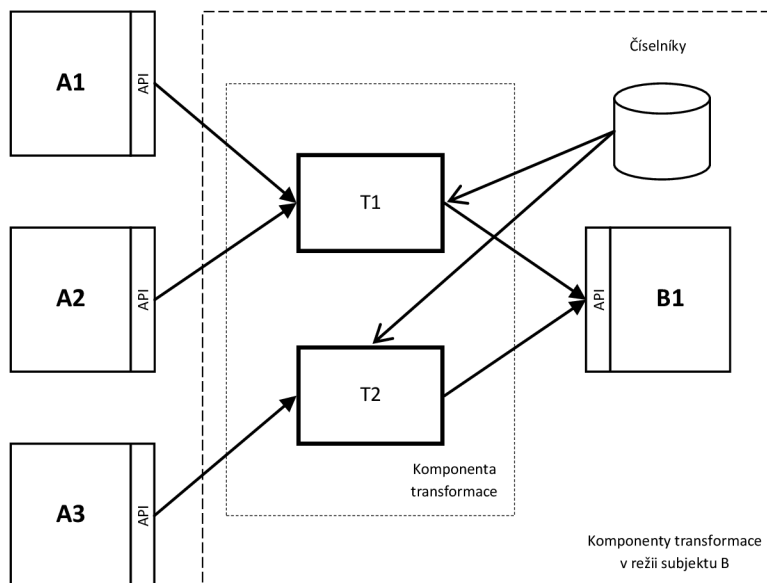 A1
API
Číselníky
T1
A2
API
API
B1
T2
Komponenta
transformace
A3
API
Komponenty transformace
v režii subjektu B